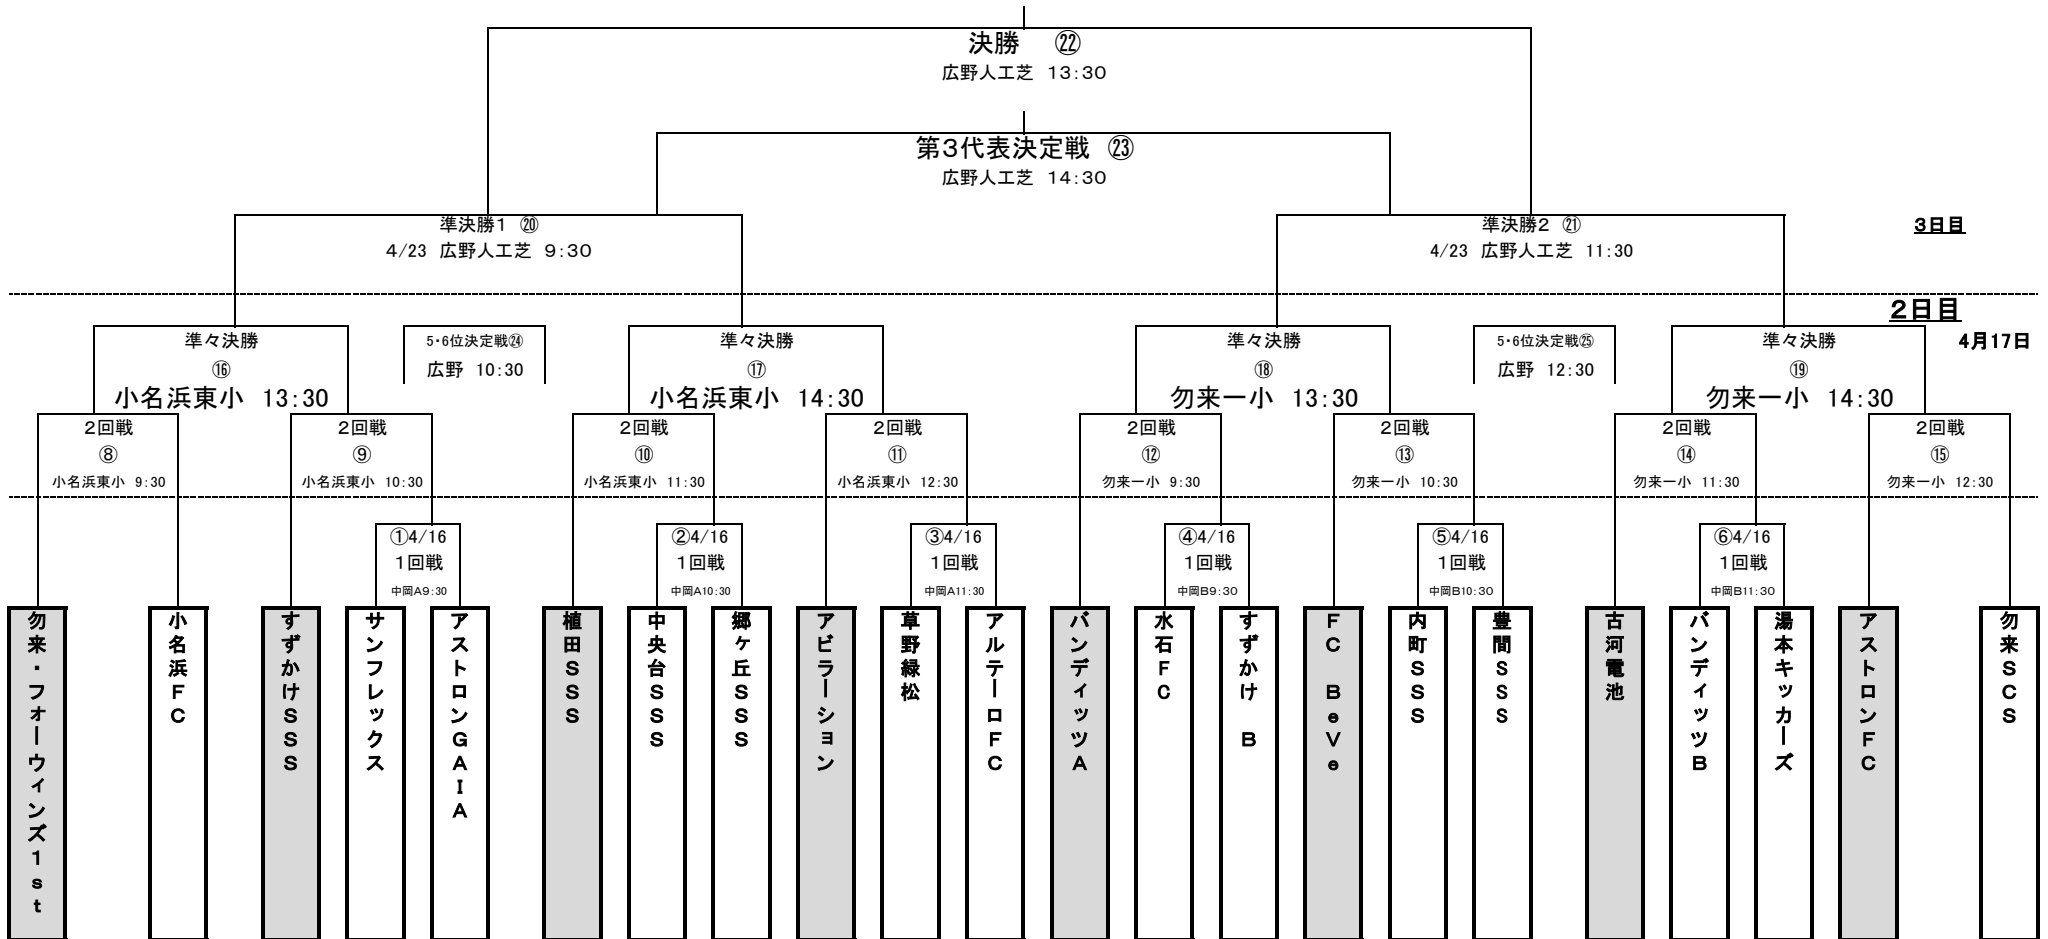 決勝　㉒
広野人工芝　１３：３０
第３代表決定戦　㉓
広野人工芝　１４：３０
準決勝１　⑳
4/23　広野人工芝　９：３０
準決勝２　㉑
4/23　広野人工芝　11：30
３日目
２日目
4月17日
準々決勝
⑯
小名浜東小　13：30
5・6位決定戦㉔
広野　10：30
準々決勝
⑰
小名浜東小　14：30
準々決勝
⑱
勿来一小　13：30
5・6位決定戦㉕
広野　12：30
準々決勝
⑲
勿来一小　14：30
２回戦
⑧
小名浜東小　9：30
２回戦
⑨
小名浜東小　10：30
２回戦
⑩
小名浜東小　11：30
２回戦
⑪
小名浜東小　12：30
２回戦
⑫
勿来一小　9：30
２回戦
⑬
勿来一小　10：30
２回戦
⑭
勿来一小　11：30
２回戦
⑮
勿来一小　12：30
①4/16
１回戦
中岡A９：３０
②4/16
１回戦
中岡A10：30
③4/16
１回戦
中岡A11：30
④4/16
１回戦
中岡B９：３０
⑤4/16
１回戦
中岡B10：30
⑥4/16
１回戦
中岡B11：30
勿来・フォーウィンズ１ｓｔ
小名浜ＦＣ
すずかけＳＳＳ
サンフレックス
アストロンＧＡＩＡ
植田ＳＳＳ
中央台ＳＳＳ
郷ヶ丘ＳＳＳ
アビラーション
草野緑松
アルテーロＦＣ
バンディッツＡ
水石ＦＣ
すずかけ　Ｂ
ＦＣ　ＢｅＶｅ
内町ＳＳＳ
豊間ＳＳＳ
古河電池
バンディッツＢ
湯本キッカーズ
アストロンＦＣ
勿来ＳＣＳ